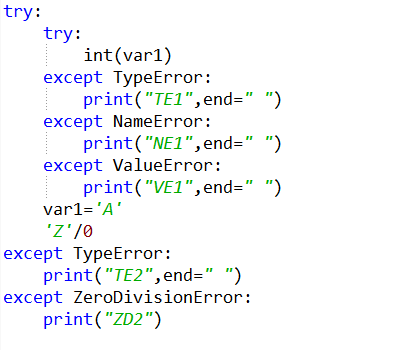 try:
    try:
        int(var1)
    except TypeError:
        print("TE1",end=" ")
    except NameError:
        print("NE1",end=" ")
    except ValueError:
        print("VE1",end=" ")
    var1='A'
    'Z'/0
except TypeError:
    print("TE2",end=" ")
except ZeroDivisionError:
    print("ZD2")